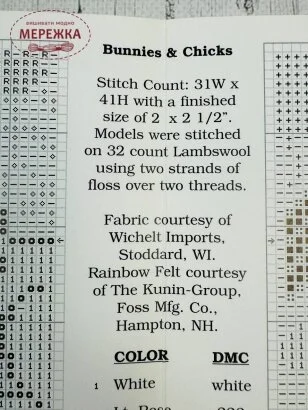 ВИШИВАТИ МОДНО
МЕРЕЖКА
Bunnies & Chicks
Stitch Count: 31W x
41H with a finished
size of 2 x 2 1/2".
Models were stitched
on 32 count Lambswool
using two strands of
floss over two threads.
Fabric courtesy of
Wichelt Imports,
Stoddard, WI.
Rainbow Felt courtesy
of The Kunin-Group,
Foss Mfg. Co.,
Hampton, NH.
COLOR DMC
1 White white